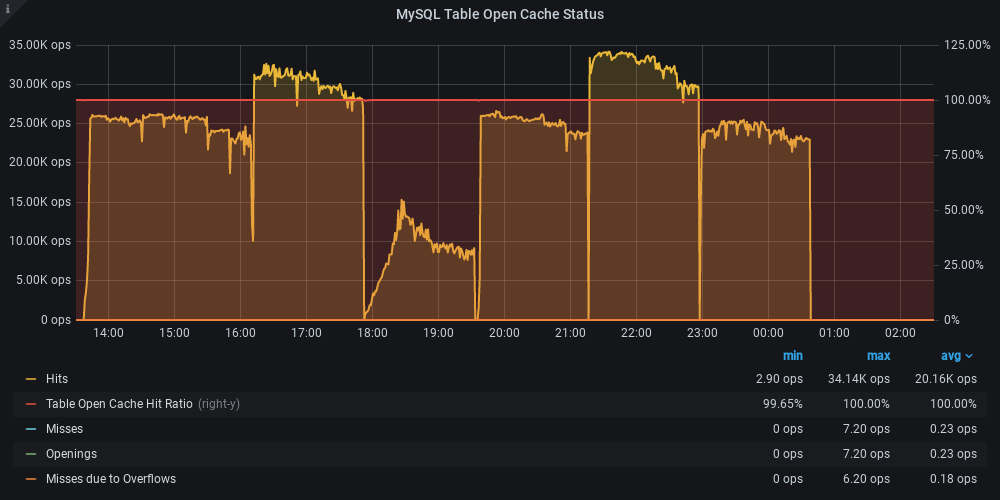 i
MySQL Table Open Cache Status
35.00K ops 125.00%
30.00K ops 100.00%
25.00K ops
20.00K ops 75.00%
15.00K ops 50.00%
10.00K ops
5.00K ops 25.00%
0 ops 0%
14:00 15:00 16:00 17:00 18:00 19:00 20:00 21:00 22:00 23:00 00:00 01:00 02:00
min max avg
Hits 2.90 ops 34.14K ops 20.16K ops
Table Open Cache Hit Ratio (right-y) 99.65% 100.00% 100.00%
Misses 0 ops 7.20 ops 0.23 ops
Openings 0 ops 7.20 ops 0.23 ops
Misses due to Overflows 0 ops 6.20 ops 0.18 ops